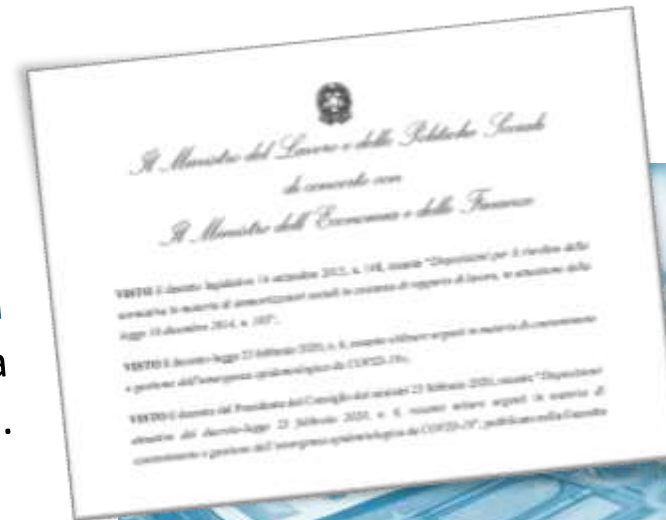 Il Ministro del Lavoro e delle Politiche Sociali
di concerto con
Il Ministro dell'Economia e delle Finanze
VISTO il decreto legislativo 14 settembre 2015, n. 148, recante "Disposizioni per il riordino della
normativa in materia di ammortizzatori sociali in costanza di rapporto di lavoro, in attuazione della
legge 10 dicembre 2014, n. 183";
VISTO il decreto-legge 23 febbraio 2020, n. 6, recante misure urgenti in materia di contenimento
e gestione dell'emergenza epidemiologica da COVID-19;
VISTO il decreto del Presidente del Consiglio dei ministri 23 febbraio 2020, recante "Disposizioni
attuative del decreto-legge 23 febbraio 2020, n. 6, recante misure urgenti in materia di
contenimento e gestione dell'emergenza epidemiologica da COVID-19", pubblicato nella Gazzetta
a
.